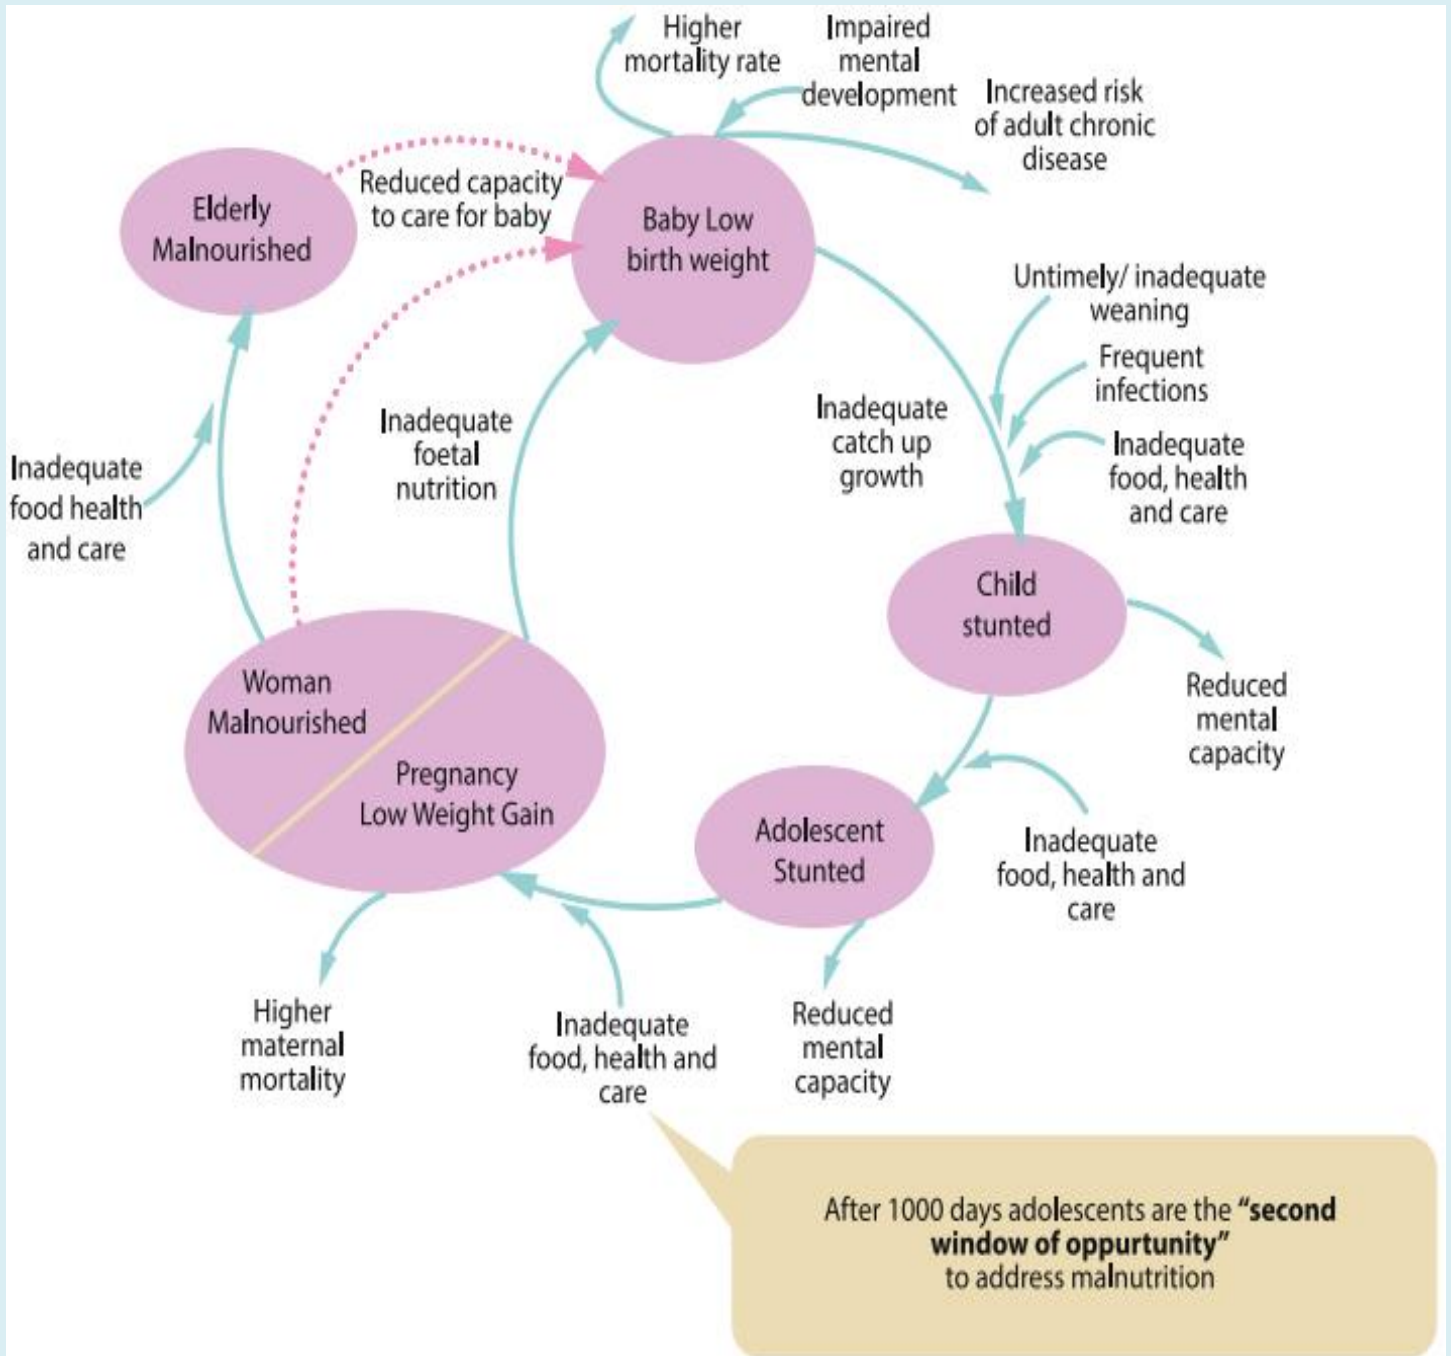 Higher
mortality rate
Impaired
mental
development
Increased risk
of adult chronic
disease
Elderly
Malnourished
Reduced capacity
to care for baby
Baby Low
birth weight
Untimely/ inadequate
weaning
Frequent
infections
Inadequate
food, health
and care
Inadequate
catch up
growth
Inadequate
foetal
nutrition
Inadequate
food health
and care
Child
stunted
Reduced
mental
capacity
Woman
Malnourished
Pregnancy
Low Weight Gain
Adolescent
Stunted
Inadequate
food, health and
care
Higher
maternal
mortality
Inadequate
food, health and
care
Reduced
mental
capacity
After 1000 days adolescents are the “second
window of oppurtunity”
to address malnutrition